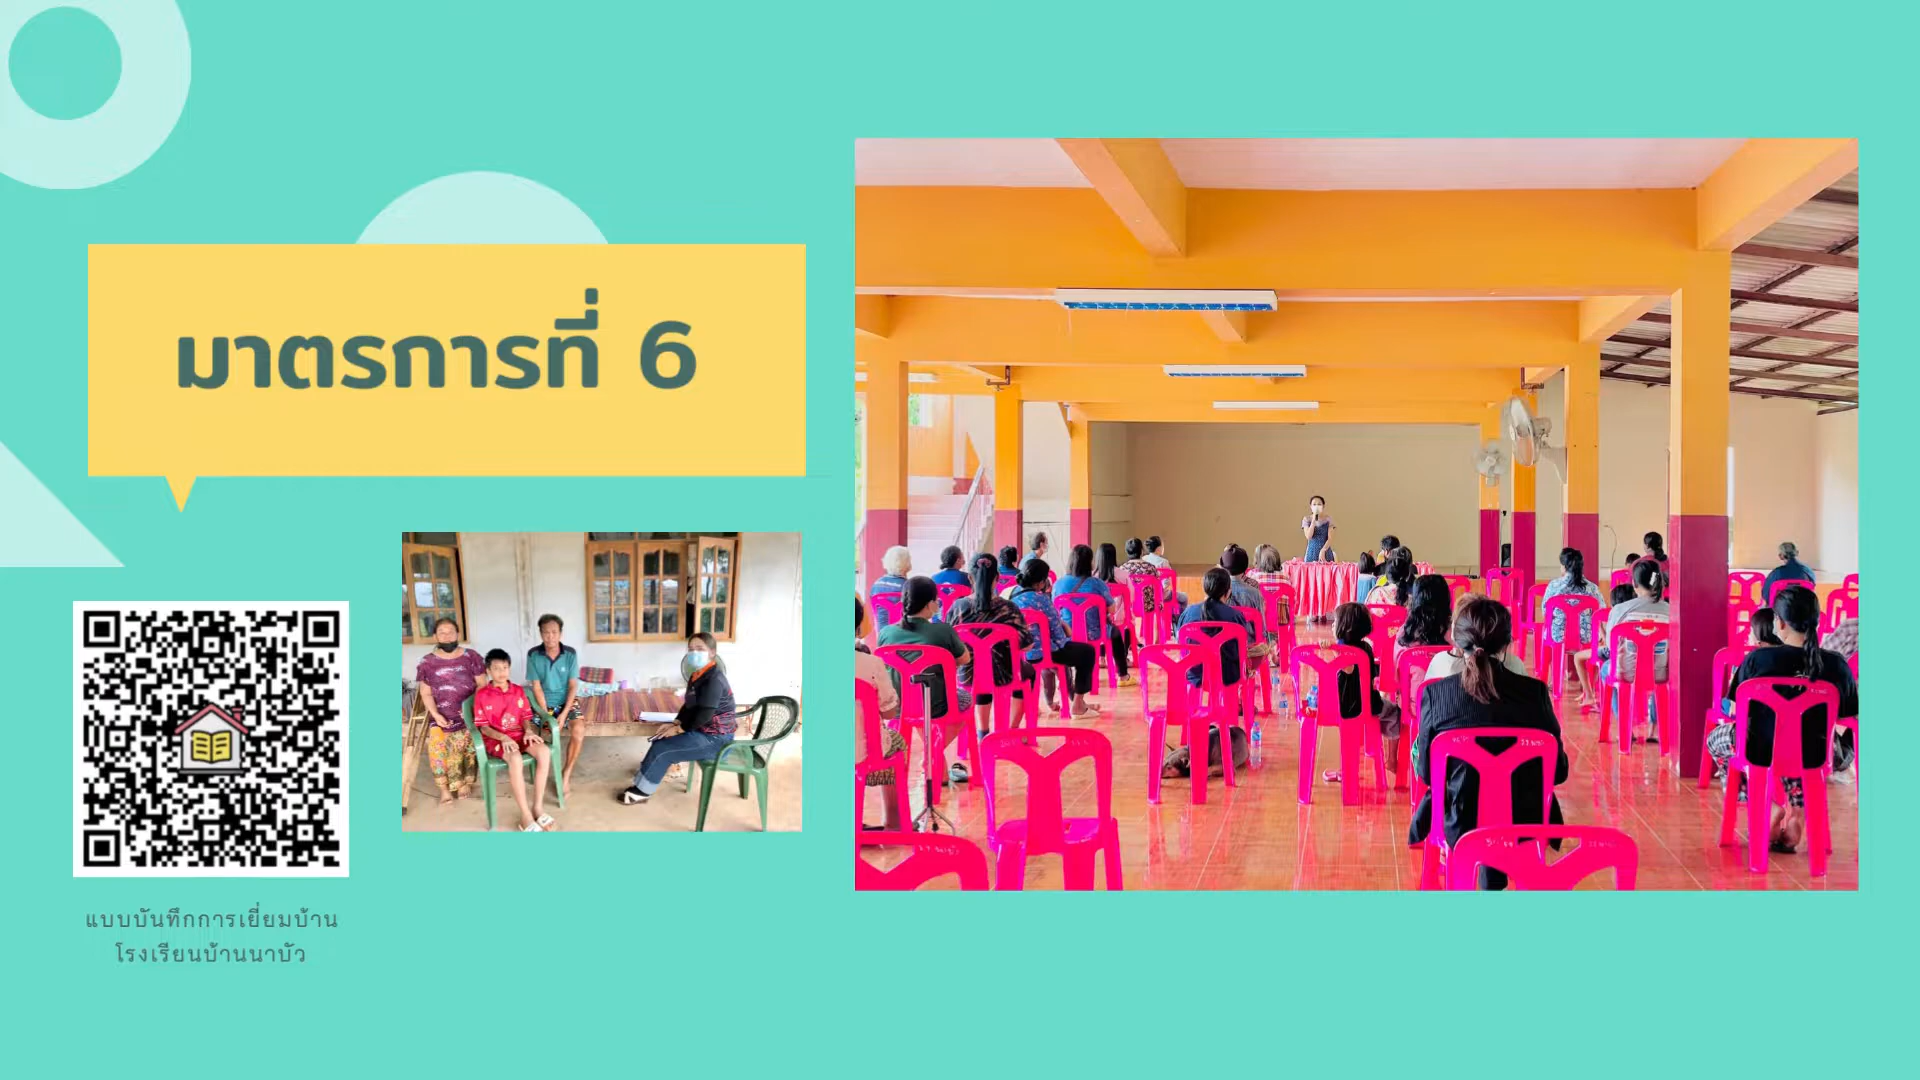 มาตรการที่ 6
แบบบันทึกการเยี่ยมบ้าน
โรงเรียนบ้านนาบัว